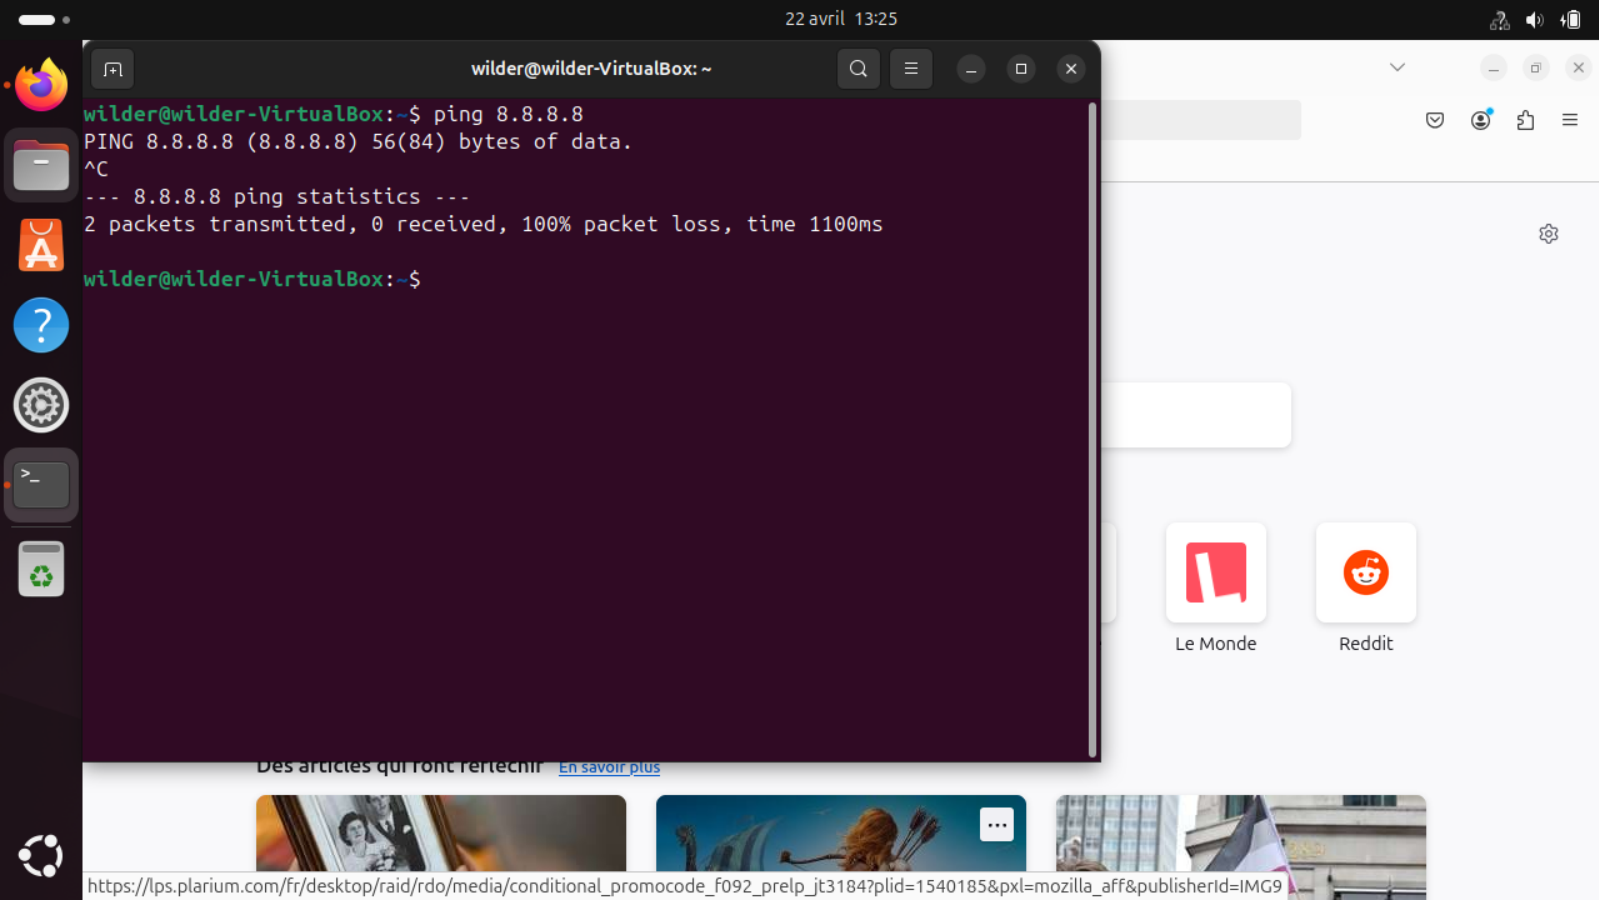 22 avril 13:25
wilder@wilder-VirtualBox: ~
wilder@wilder-VirtualBox:~$ ping 8.8.8.8
PING 8.8.8.8 (8.8.8.8) 56(84) bytes of data.
^C
--- 8.8.8.8 ping statistics ---
2 packets transmitted, 0 received, 100% packet loss, time 1100ms
wilder@wilder-VirtualBox:~$
Le Monde
Reddit
Des articles qui font réfléchir En savoir plus
https://lps.plarium.com/fr/desktop/raid/rdo/media/conditional_promocode_f092_prelp_jt3184?plid=1540185&pxl=mozilla_aff&publisherId=IMG9